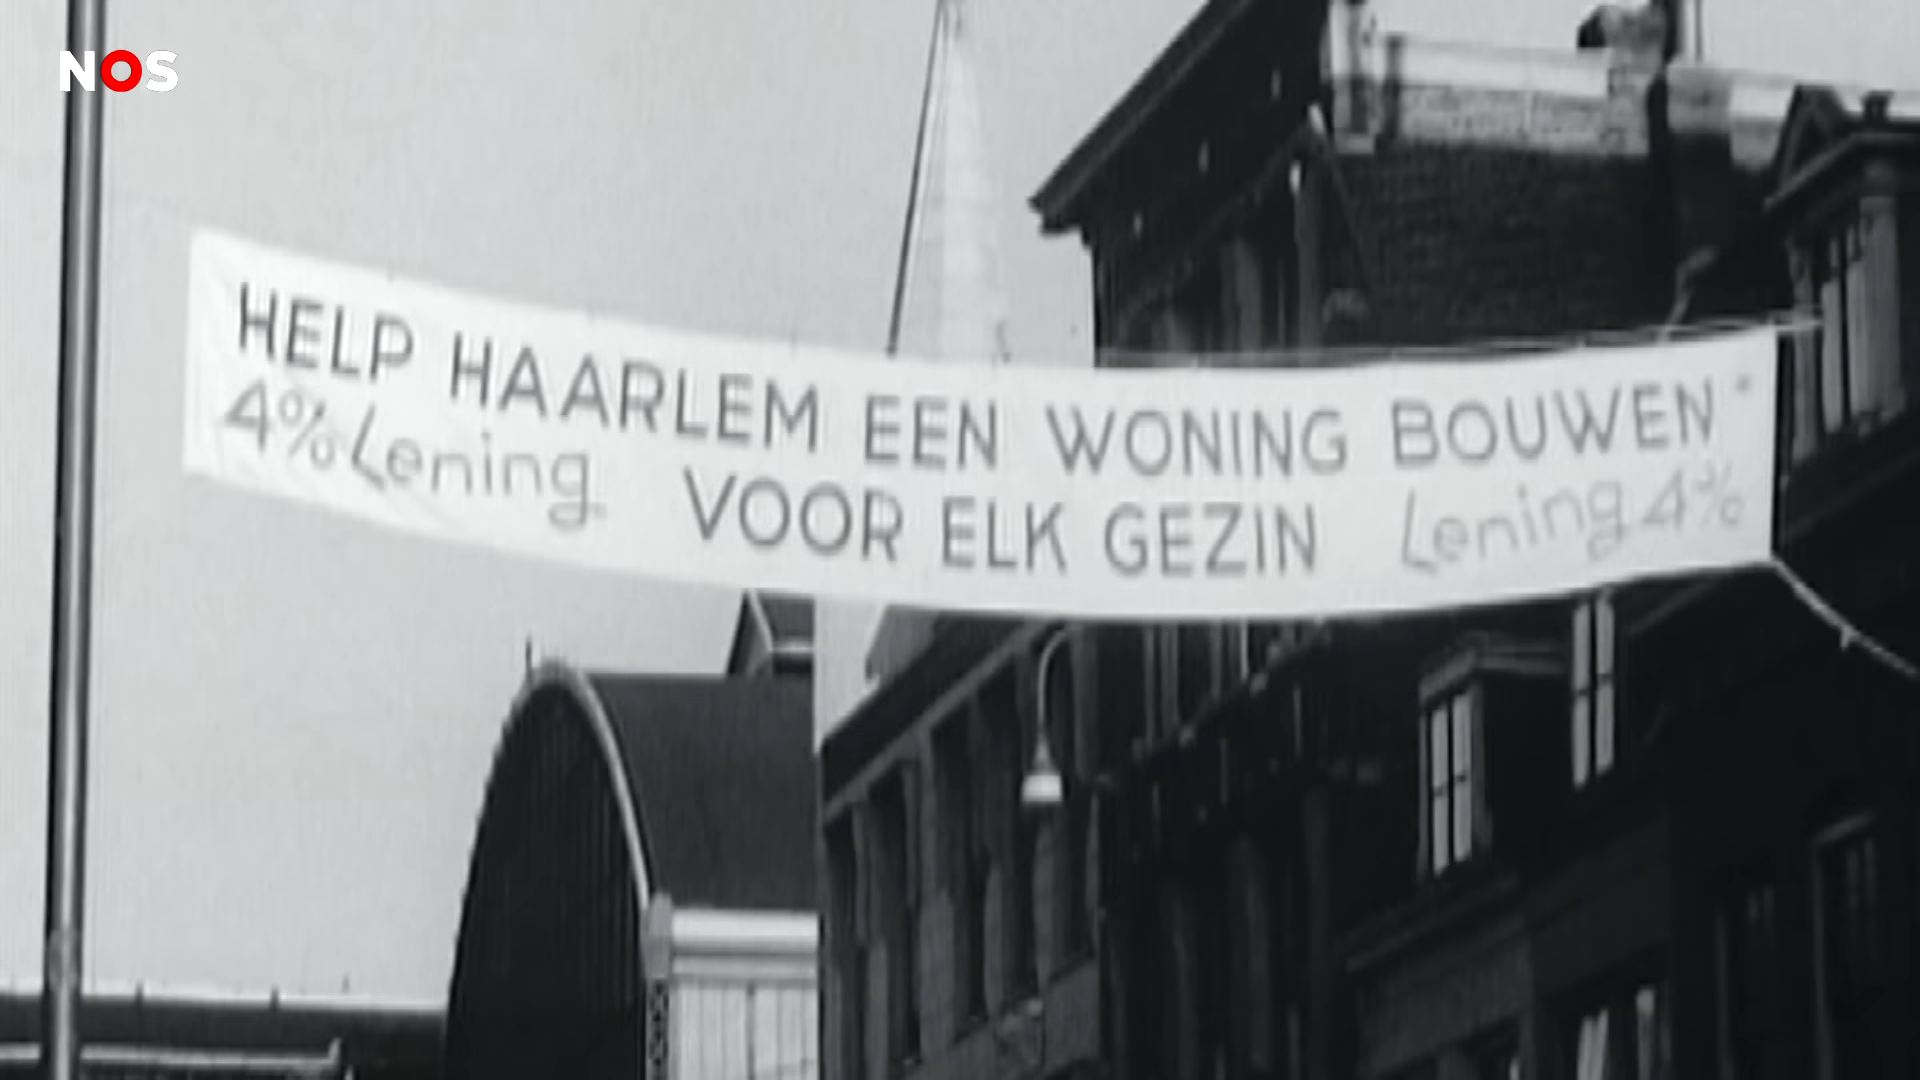 NOS
HELP HAARLEM EEN WONING BOUWEN
4% Lening VOOR ELK GEZIN Lening 4%